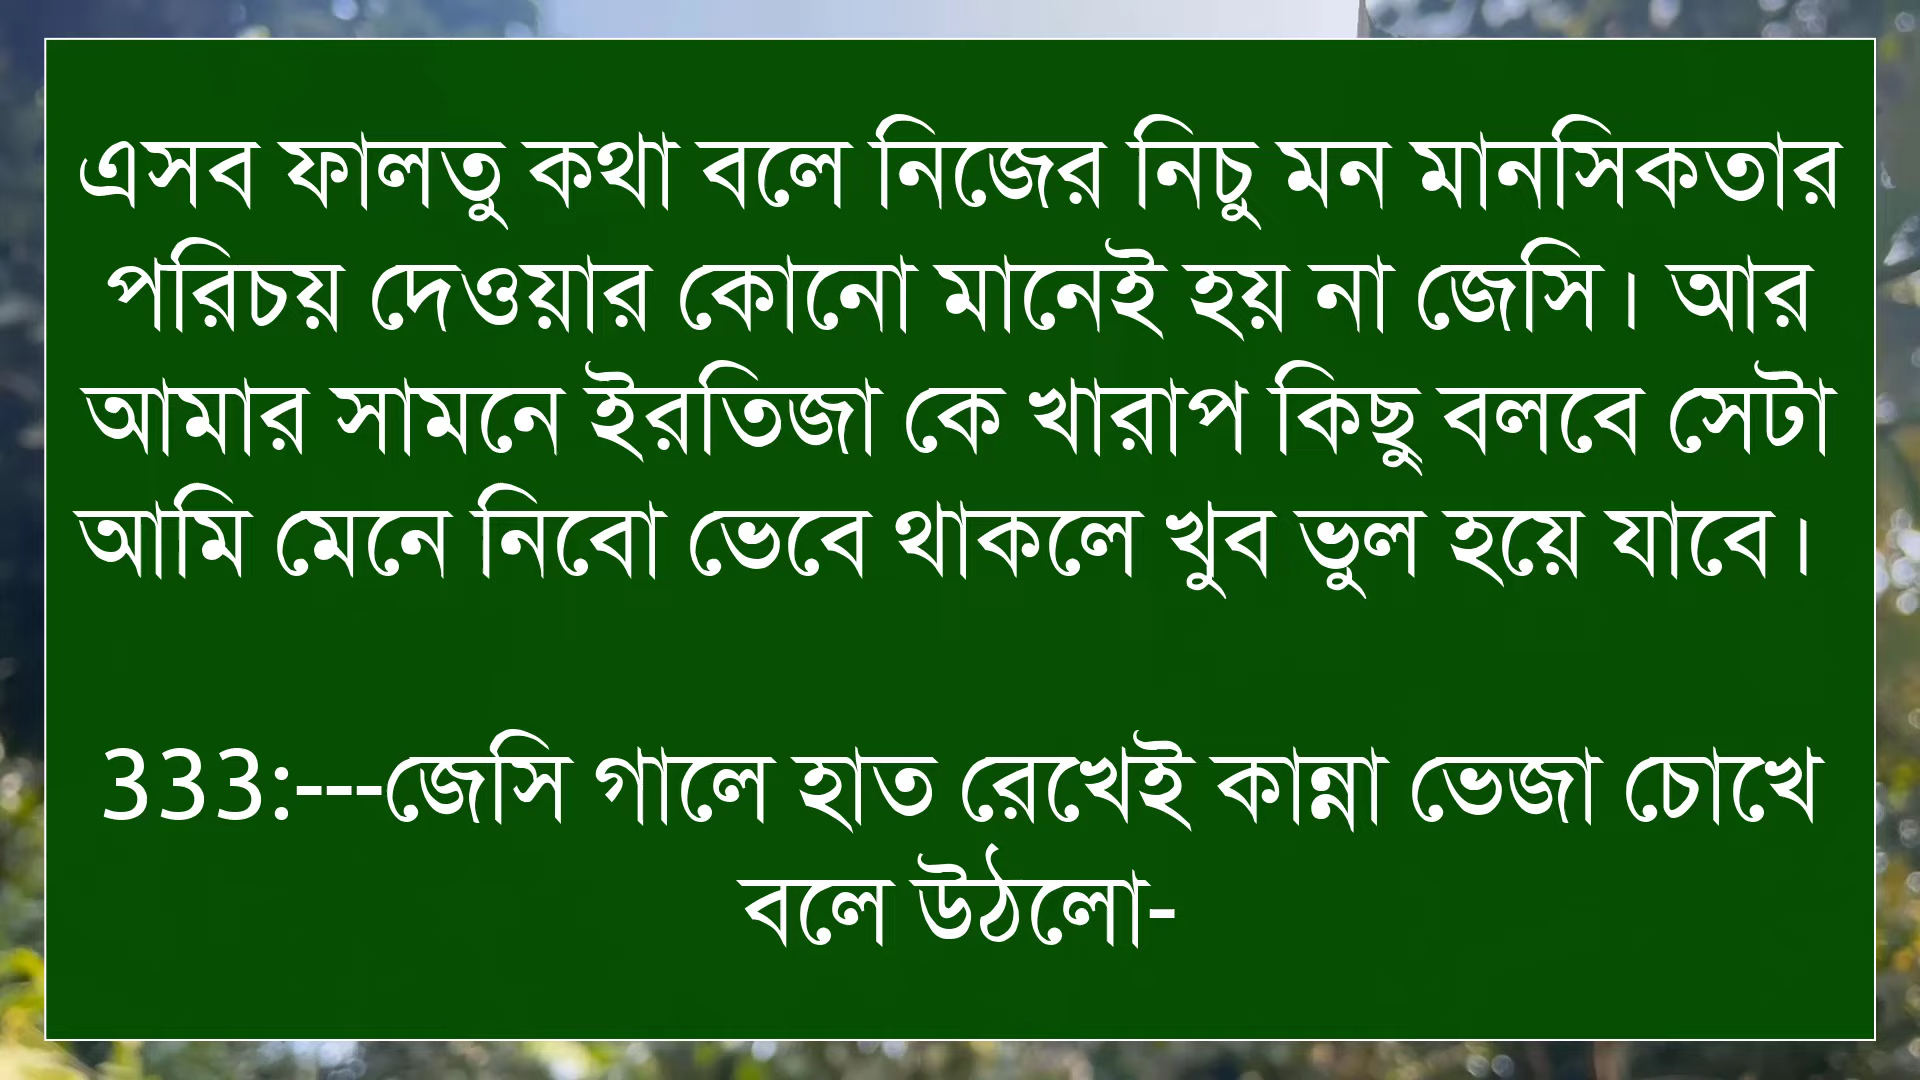 এসব ফালতু কথা বলে নিজের নিচু মন মানসিকতার
পরিচয় দেওয়ার কোনো মানেই হয় না জেসি। আর
আমার সামনে ইরতিজা কে খারাপ কিছু বলবে সেটা
আমি মেনে নিবো ভেবে থাকলে খুব ভুল হয়ে যাবে।
333:---জেসি গালে হাত রেখেই কান্না ভেজা চোখে
বলে উঠলো-